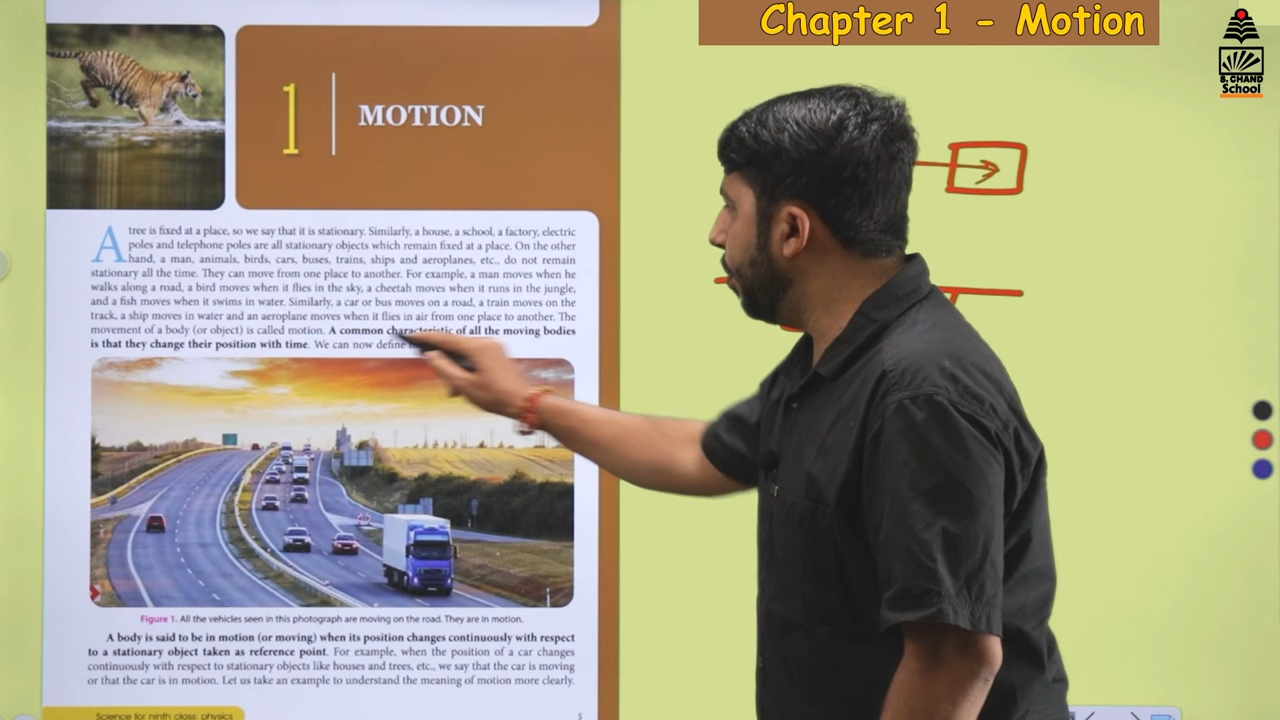 Chapter 1 - Motion
S. CHAND
School
1
MOTION
A tree is fixed at a place, so we say that it is stationary. Similarly, a house, a school, a factory, electric
poles and telephone poles are all stationary objects which remain fixed at a place. On the other
hand, a man, animals, birds, cars, buses, trains, ships and aeroplanes, etc., do not remain
stationary all the time. They can move from one place to another. For example, a man moves when he
walks along a road, a bird moves when it flies in the sky, a cheetah moves when it runs in the jungle,
and a fish moves when it swims in water. Similarly, a car or bus moves on a road, a train moves on the
track, a ship moves in water and an aeroplane moves when it flies in air from one place to another. The
movement of a body (or object) is called motion. A common characteristic of all the moving bodies
is that they change their position with time. We can now define
Figure 1. All the vehicles seen in this photograph are moving on the road. They are in motion.
A body is said to be in motion (or moving) when its position changes continuously with respect
to a stationary object taken as reference point. For example, when the position of a car changes
continuously with respect to stationary objects like houses and trees, etc., we say that the car is moving
or that the car is in motion. Let us take an example to understand the meaning of motion more clearly.
Science for ninth class: physics